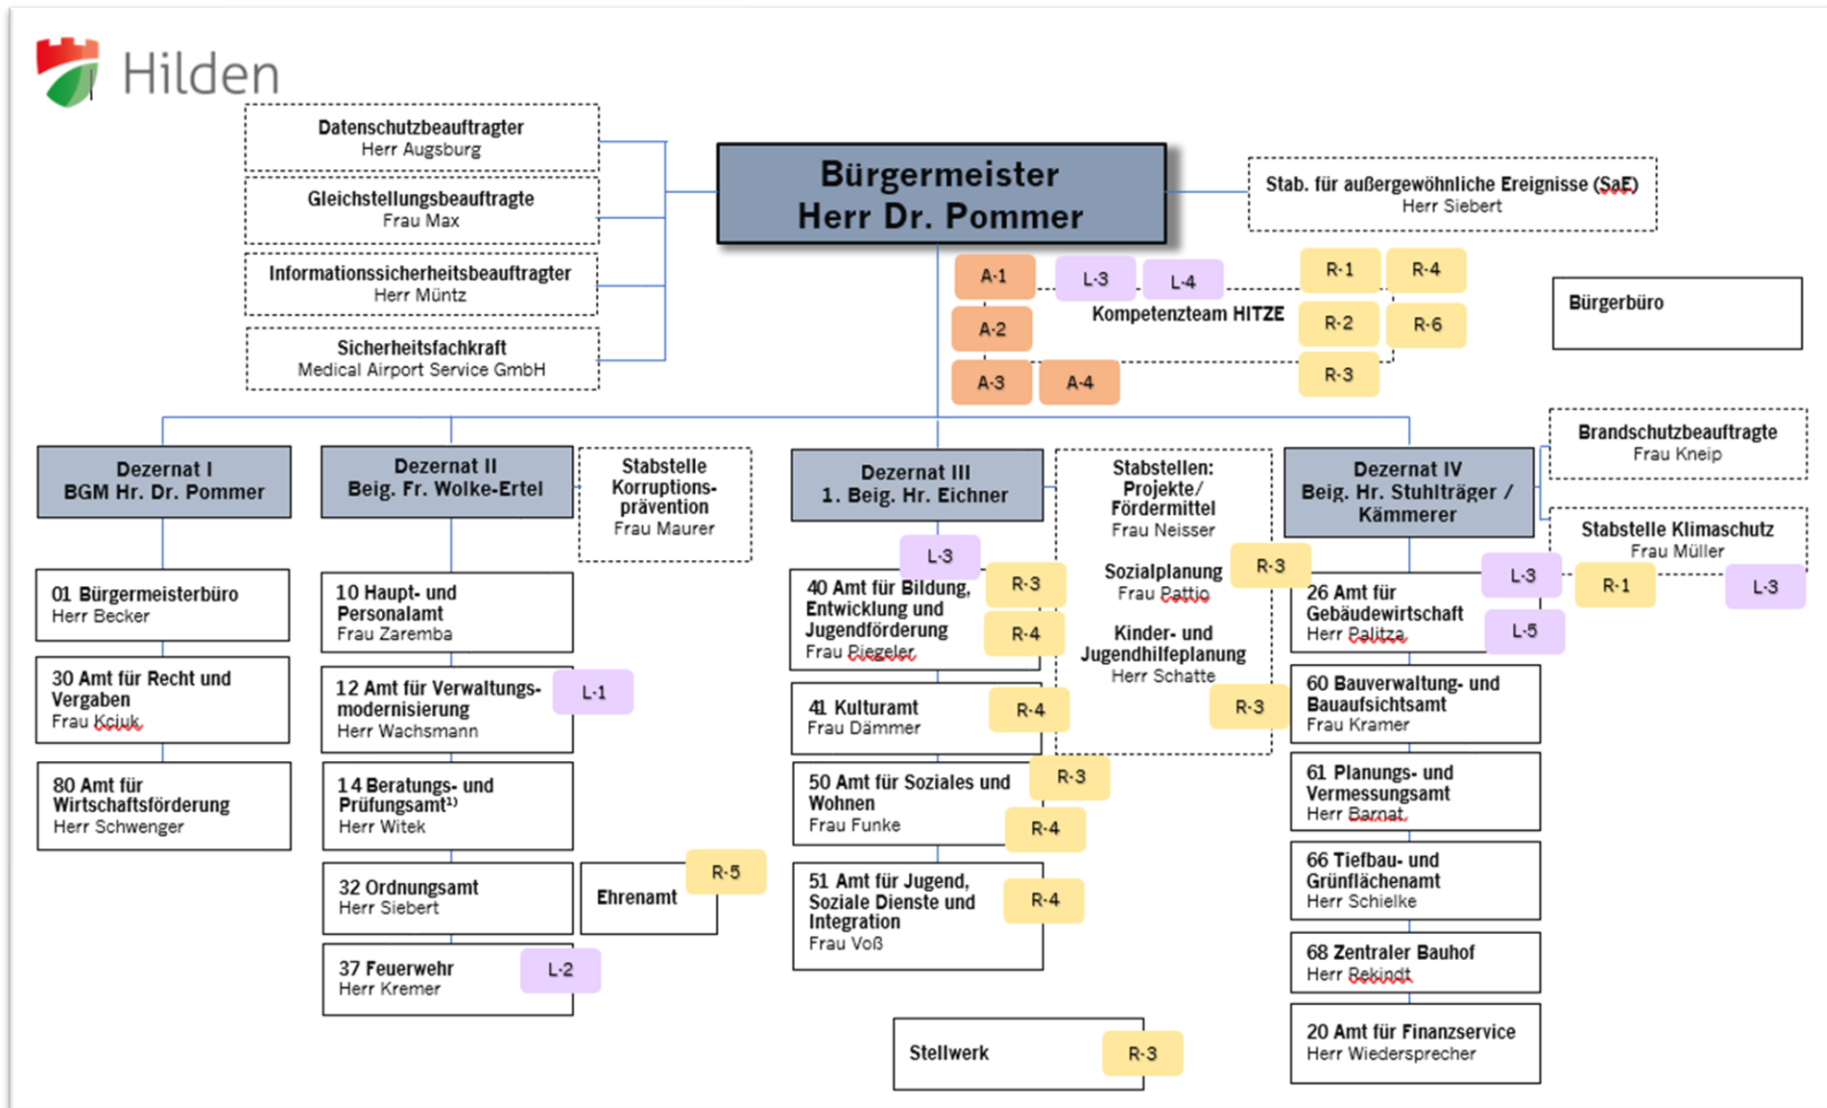 Hilden
Datenschutzbeauftragter
Herr Augsburg
Gleichstellungsbeauftragte
Frau Max
Informationssicherheitsbeauftragter
Herr Müntz
Sicherheitsfachkraft
Medical Airport Service GmbH
Bürgermeister
Herr Dr. Pommer
Stab. für außergewöhnliche Ereignisse (SaE)
Herr Siebert
A-1
L-3
L-4
R-1
R-4
Kompetenzteam HITZE
A-2
R-2
R-6
A-3
A-4
R-3
Bürgerbüro
Dezernat I
BGM Hr. Dr. Pommer
01 Bürgermeisterbüro
Herr Becker
30 Amt für Recht und
Vergaben
Frau Kciuk
80 Amt für
Wirtschaftsförderung
Herr Schwenger
Dezernat II
Beig. Fr. Wolke-Ertel
Stabstelle
Korruptions-
prävention
Frau Maurer
10 Haupt- und
Personalamt
Frau Zaremba
12 Amt für Verwaltungs-
modernisierung
Herr Wachsmann
L-1
14 Beratungs- und
Prüfungsamt¹⁾
Herr Witek
32 Ordnungsamt
Herr Siebert
Ehrenamt
R-5
37 Feuerwehr
Herr Kremer
L-2
Dezernat III
1. Beig. Hr. Eichner
L-3
Stabstellen:
Projekte/
Fördermittel
Frau Neisser
Sozialplanung
Frau Pattio
R-3
Kinder- und
Jugendhilfeplanung
Herr Schatte
R-3
40 Amt für Bildung,
Entwicklung und
Jugendförderung
Frau Piegeler
R-3
R-4
41 Kulturamt
Frau Dämmer
R-4
50 Amt für Soziales und
Wohnen
Frau Funke
R-3
R-4
51 Amt für Jugend,
Soziale Dienste und
Integration
Frau Voß
R-4
Stellwerk
R-3
Dezernat IV
Beig. Hr. Stuhlträger /
Kämmerer
Brandschutzbeauftragte
Frau Kneip
Stabstelle Klimaschutz
Frau Müller
R-1
L-3
26 Amt für
Gebäudewirtschaft
Herr Palitza
L-3
L-5
60 Bauverwaltung- und
Bauaufsichtsamt
Frau Kramer
61 Planungs- und
Vermessungsamt
Herr Barnat
66 Tiefbau- und
Grünflächenamt
Herr Schielke
68 Zentraler Bauhof
Herr Rekindt
20 Amt für Finanzservice
Herr Wiedersprecher